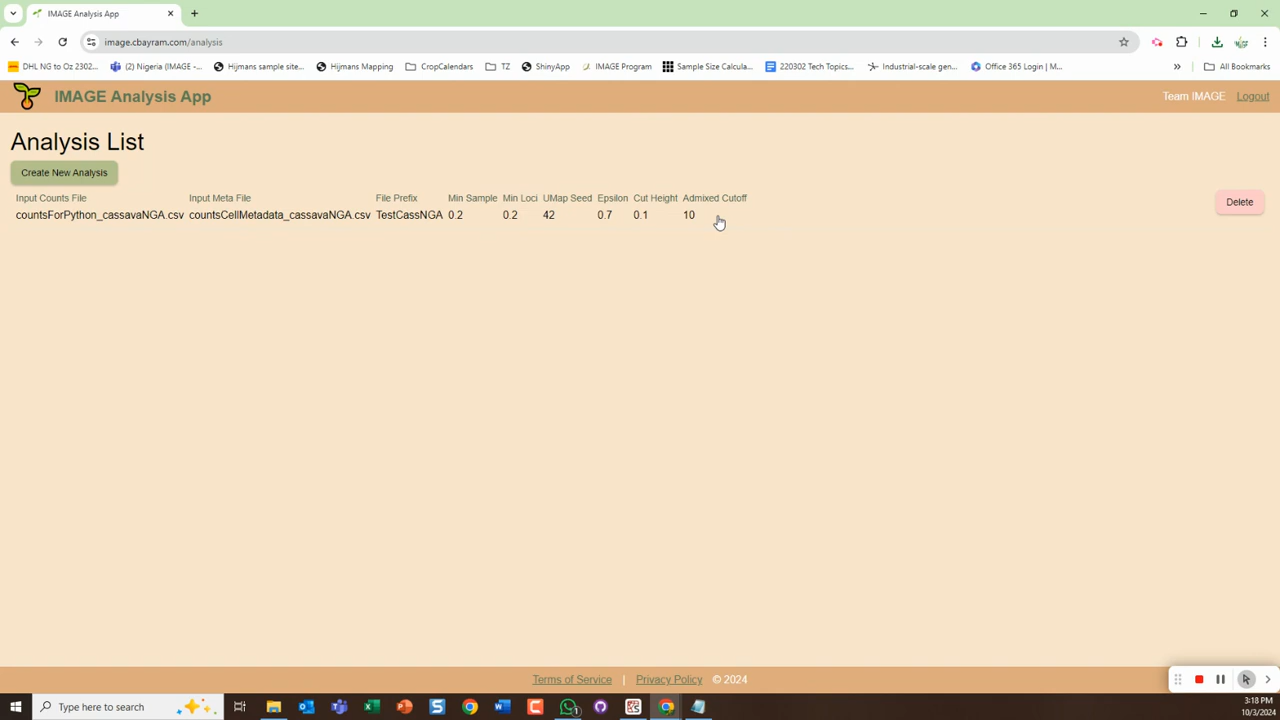 IMAGE Analysis App
image.cbayram.com/analysis
DHL NG to Oz 2302... (2) Nigeria (IMAGE -... Hijmans sample site... Hijmans Mapping CropCalendars TZ ShinyApp IMAGE Program Sample Size Calcula... 220302 Tech Topics... Industrial-scale gen... Office 365 Login | M... » All Bookmarks
IMAGE Analysis App Team IMAGE Logout
Analysis List
Create New Analysis
Input Counts File Input Meta File File Prefix Min Sample Min Loci UMap Seed Epsilon Cut Height Admixed Cutoff
countsForPython_cassavaNGA.csv countsCellMetadata_cassavaNGA.csv TestCassNGA 0.2 0.2 42 0.7 0.1 10
Delete
Terms of Service | Privacy Policy © 2024
Type here to search
3:18 PM
10/3/2024